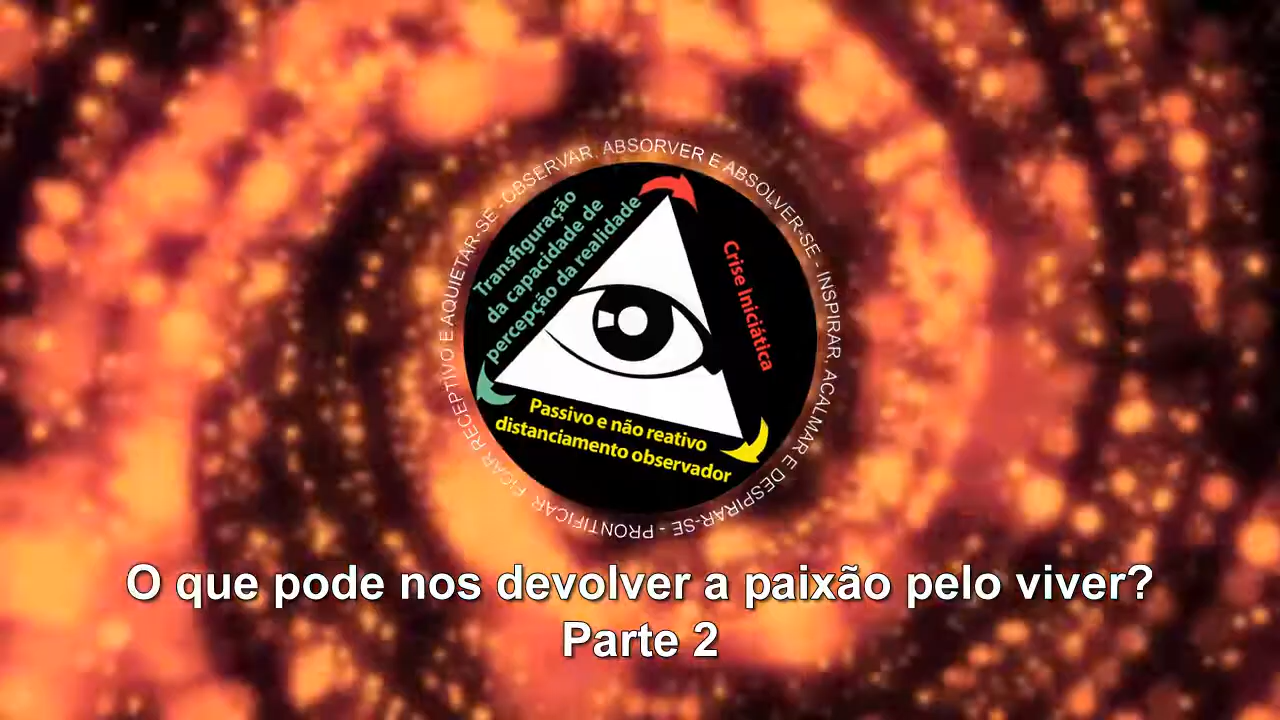 OBSERVAR, ABSORVER E ABSOLVER-SE - INSPIRAR, ACALMAR E DESPIRAR-SE - PRONTIFICAR, FICAR RECEPTIVO E AQUIETAR-SE -
Transfiguração
da capacidade de
percepção da realidade
Crise Iniciática
Passivo e não reativo
distanciamento observador
O que pode nos devolver a paixão pelo viver?
Parte 2